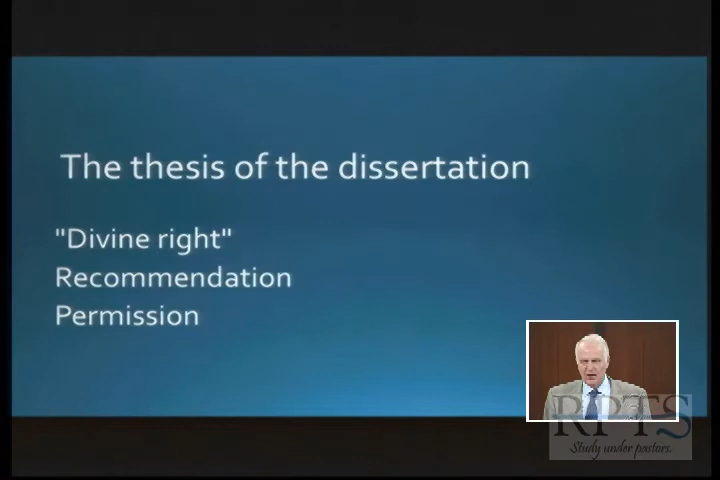 The thesis of the dissertation
"Divine right"
Recommendation
Permission
RPTS
Study under pastors.